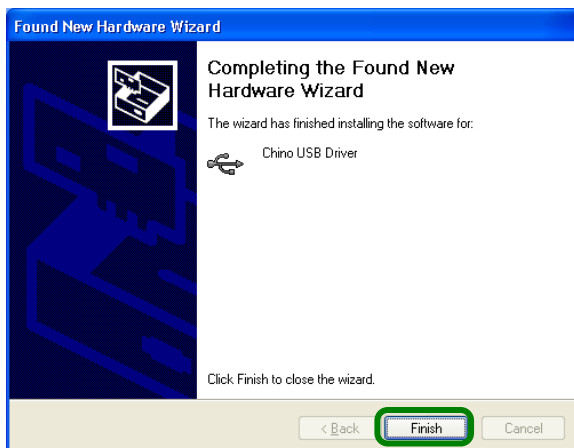 Found New Hardware Wizard
Completing the Found New
Hardware Wizard
The wizard has finished installing the software for:
Chino USB Driver
Click Finish to close the wizard.
< Back
Finish
Cancel